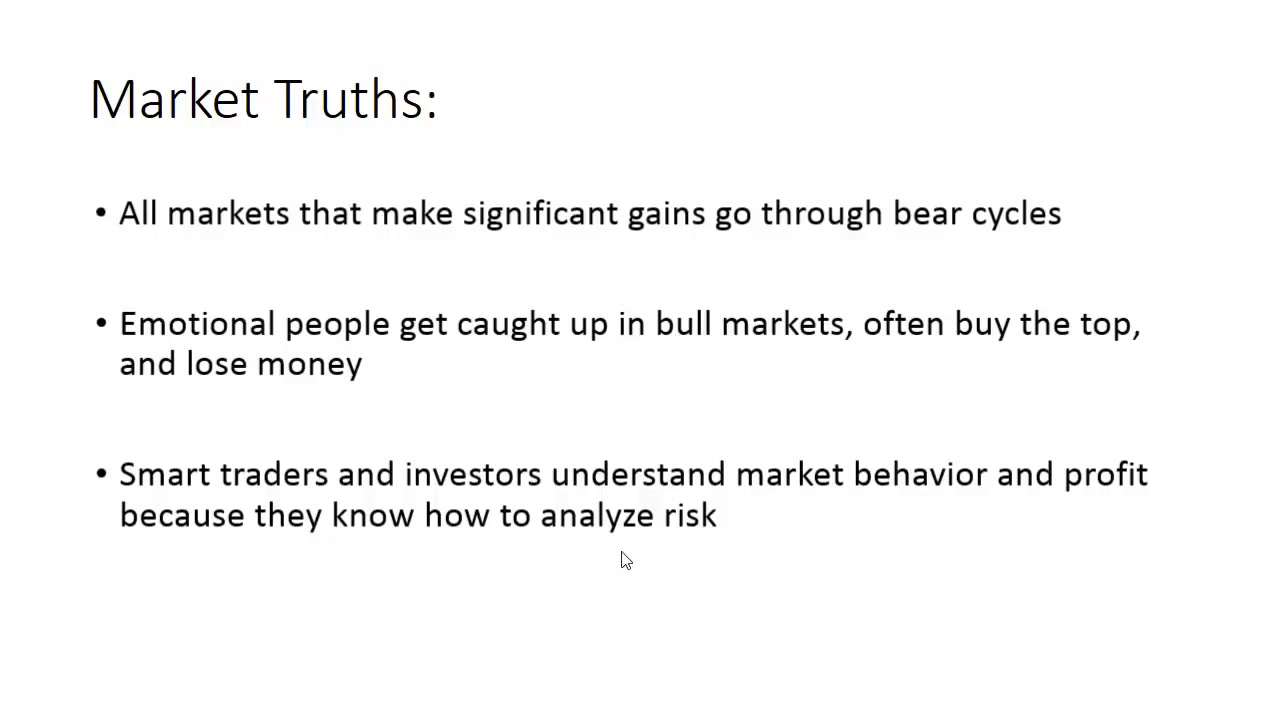 Market Truths:
• All markets that make significant gains go through bear cycles
• Emotional people get caught up in bull markets, often buy the top,
and lose money
• Smart traders and investors understand market behavior and profit
because they know how to analyze risk